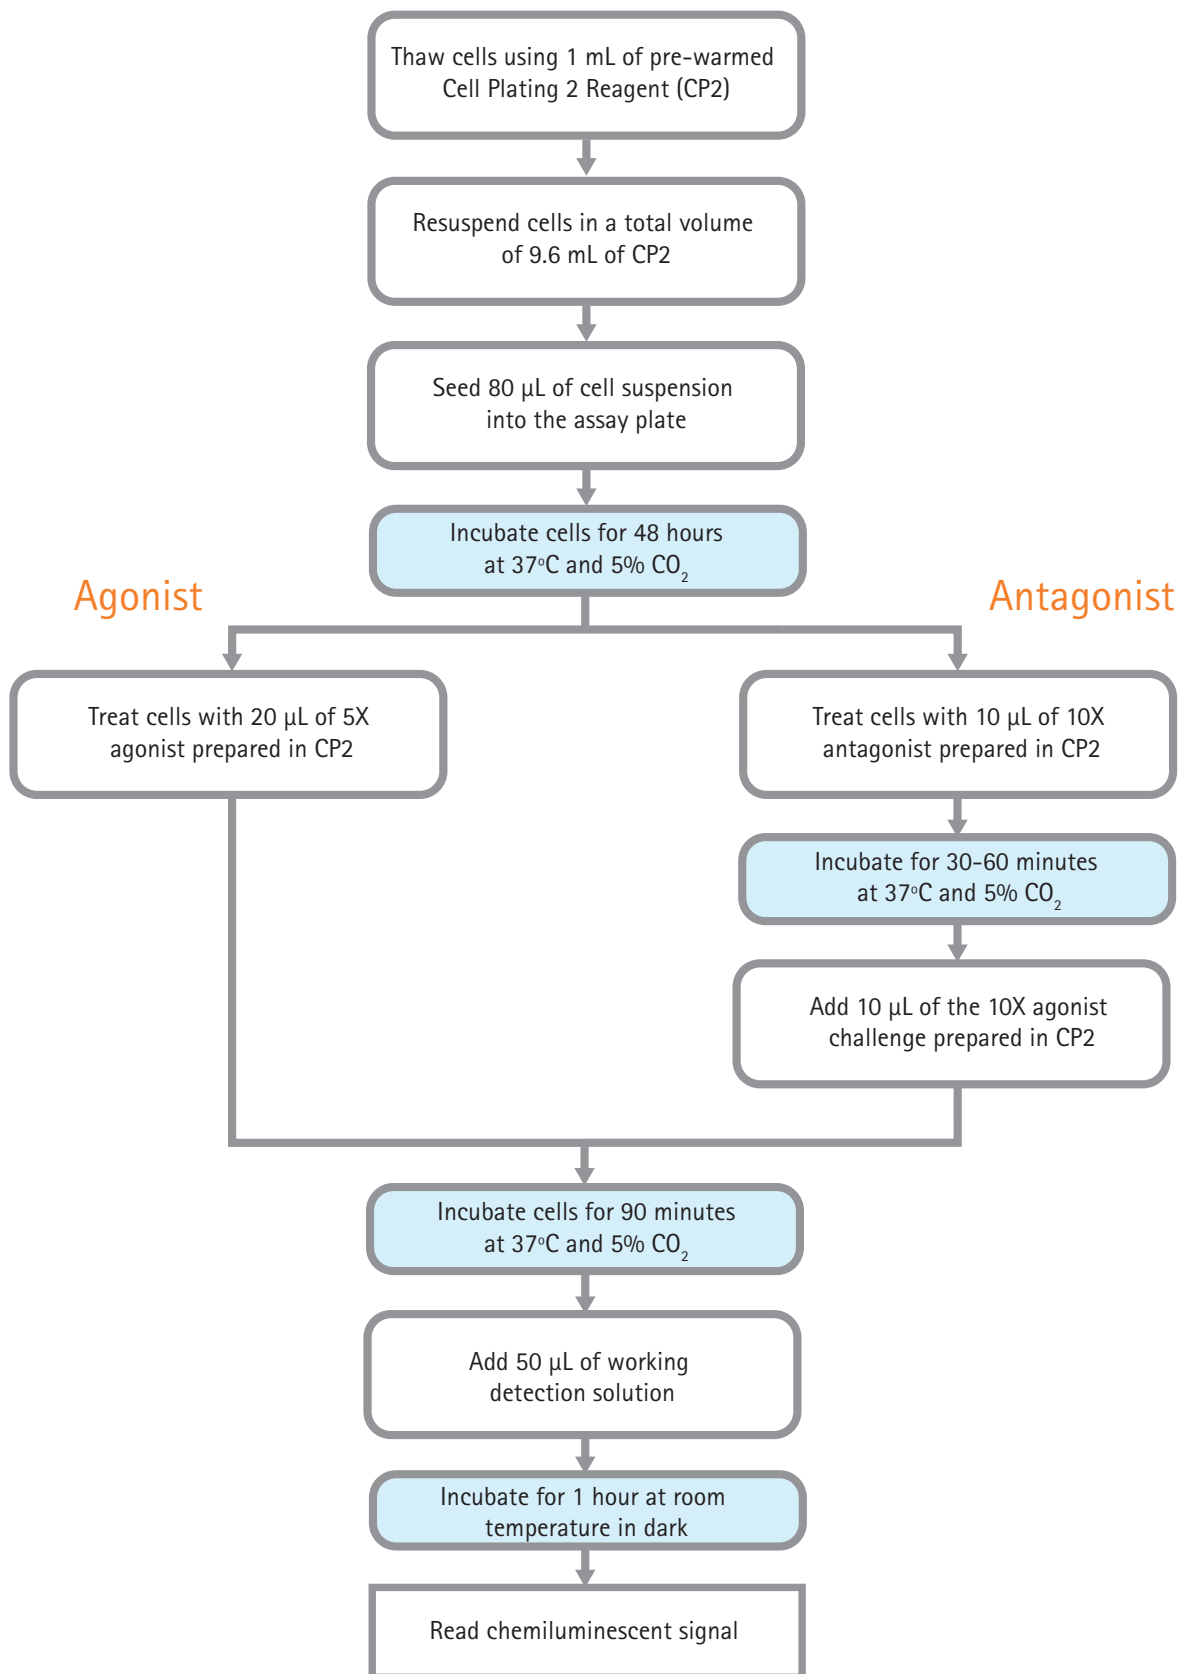 Thaw cells using 1 mL of pre-warmed
Cell Plating 2 Reagent (CP2)
Resuspend cells in a total volume
of 9.6 mL of CP2
Seed 80 µL of cell suspension
into the assay plate
Incubate cells for 48 hours
at 37°C and 5% CO₂
Agonist
Antagonist
Treat cells with 20 µL of 5X
agonist prepared in CP2
Treat cells with 10 µL of 10X
antagonist prepared in CP2
Incubate for 30-60 minutes
at 37°C and 5% CO₂
Add 10 µL of the 10X agonist
challenge prepared in CP2
Incubate cells for 90 minutes
at 37°C and 5% CO₂
Add 50 µL of working
detection solution
Incubate for 1 hour at room
temperature in dark
Read chemiluminescent signal